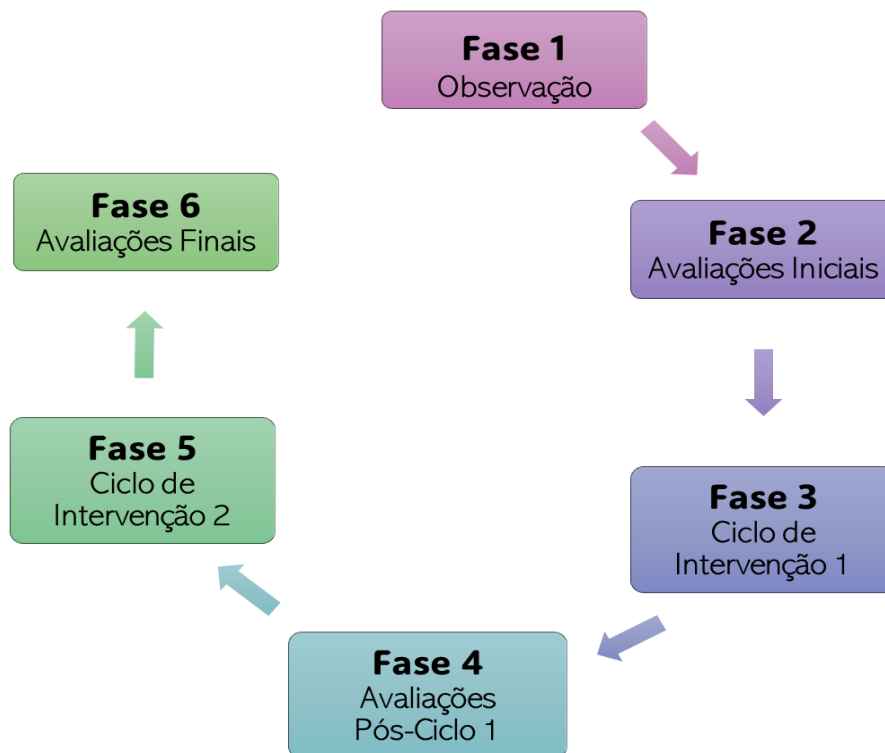 Fase 1
Observação
Fase 2
Avaliações Iniciais
Fase 3
Ciclo de
Intervenção 1
Fase 4
Avaliações
Pós-Ciclo 1
Fase 5
Ciclo de
Intervenção 2
Fase 6
Avaliações Finais